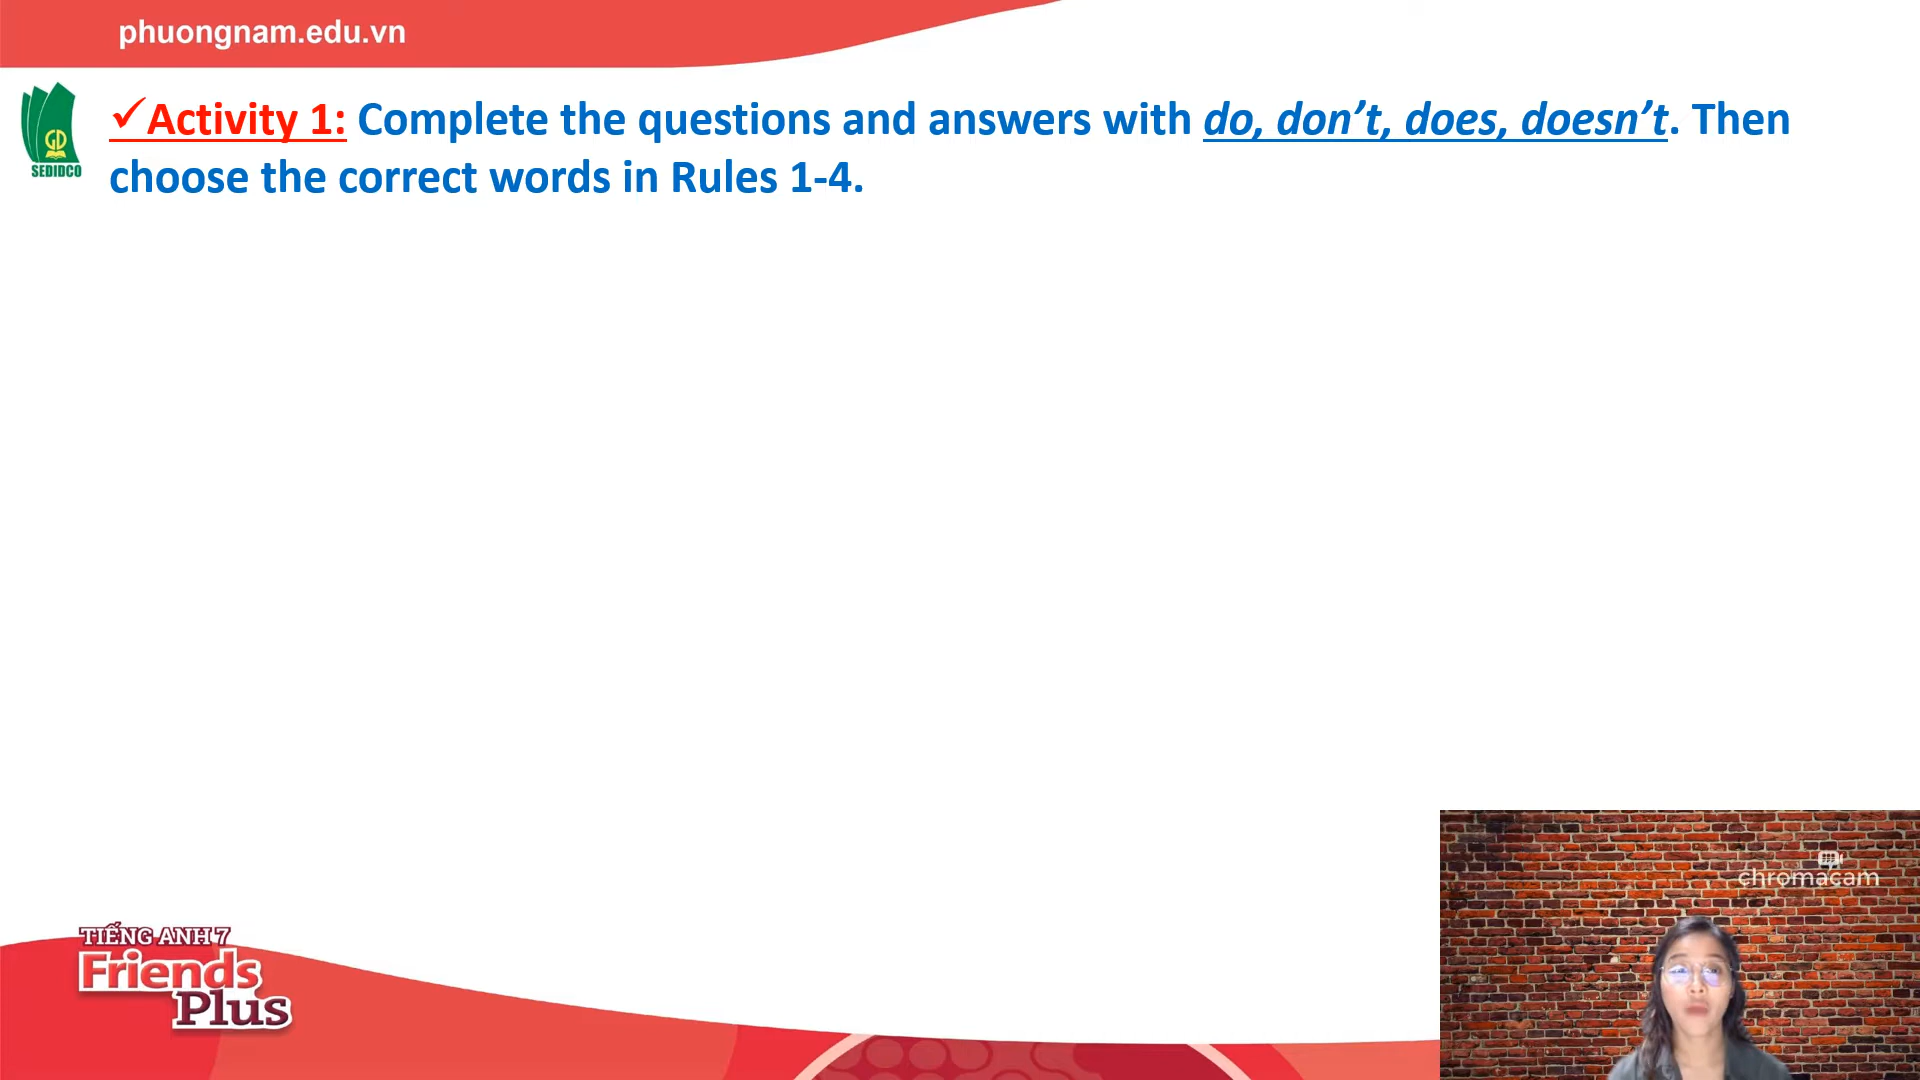 phuongnam.edu.vn
✓Activity 1: Complete the questions and answers with do, don’t, does, doesn’t. Then
choose the correct words in Rules 1-4.
GD
SEDIDCO
TIẾNG ANH 7
Friends
Plus
chromacam